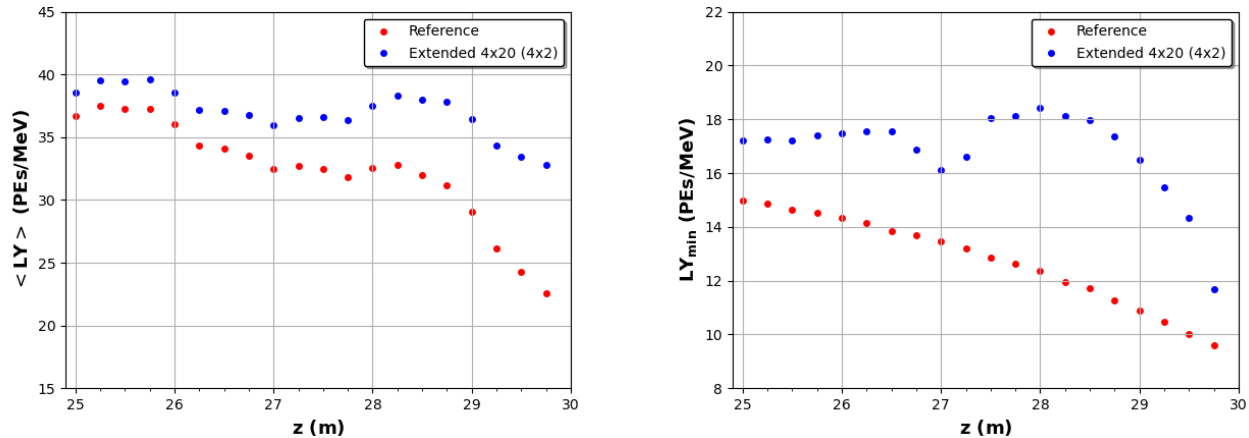 45
40
35
30
25
20
15
< LY > (PEs/MeV)
Reference
Extended 4x20 (4x2)
25 26 27 28 29 30
z (m)
22
20
18
16
14
12
10
8
LYmin (PEs/MeV)
Reference
Extended 4x20 (4x2)
25 26 27 28 29 30
z (m)